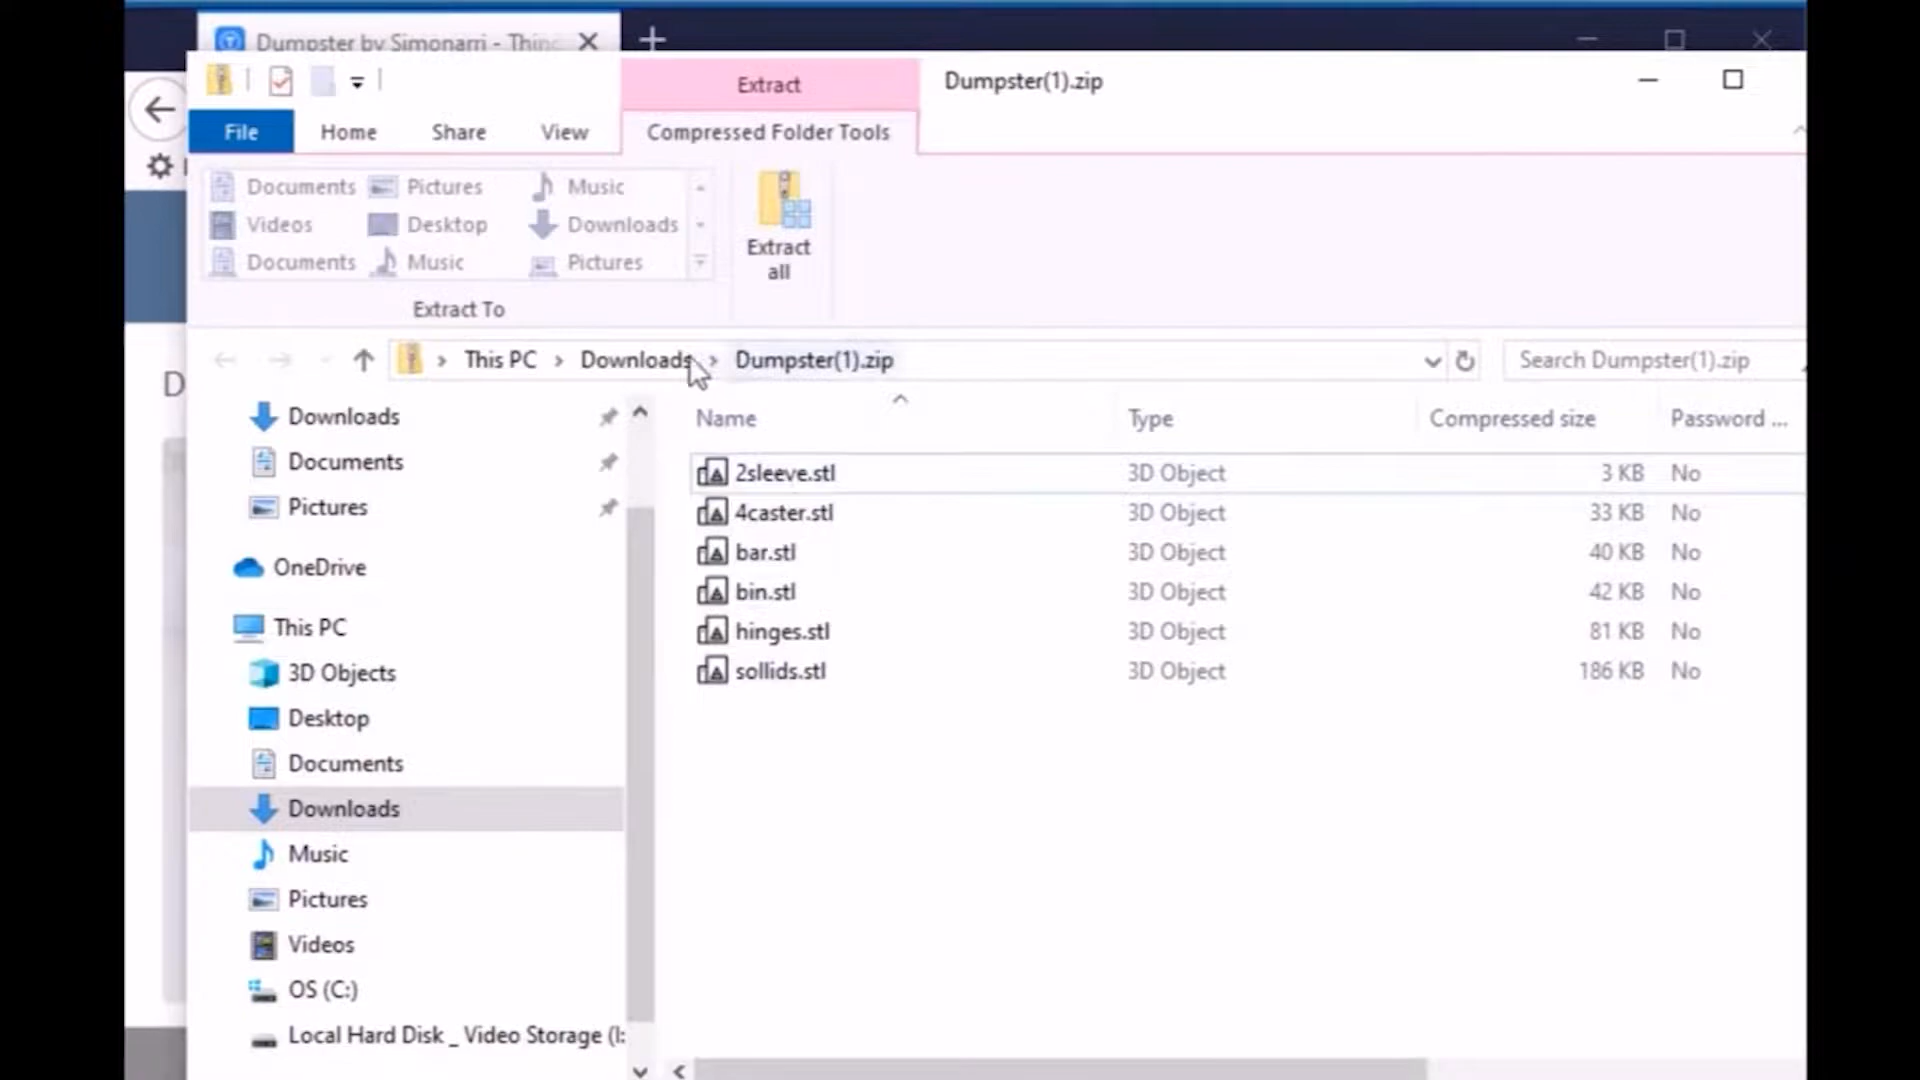 Dumpster by Simonarri - Thing
Extract
Dumpster(1).zip
File Home Share View Compressed Folder Tools
Documents Pictures Music
Videos Desktop Downloads
Documents Music Pictures
Extract
all
Extract To
This PC Downloads Dumpster(1).zip
Search Dumpster(1).zip
D
Downloads
Documents
Pictures
OneDrive
This PC
3D Objects
Desktop
Documents
Downloads
Music
Pictures
Videos
OS (C:)
Local Hard Disk _ Video Storage (I:
Name Type Compressed size Password ...
2sleeve.stl 3D Object 3 KB No
4caster.stl 3D Object 33 KB No
bar.stl 3D Object 40 KB No
bin.stl 3D Object 42 KB No
hinges.stl 3D Object 81 KB No
sollids.stl 3D Object 186 KB No